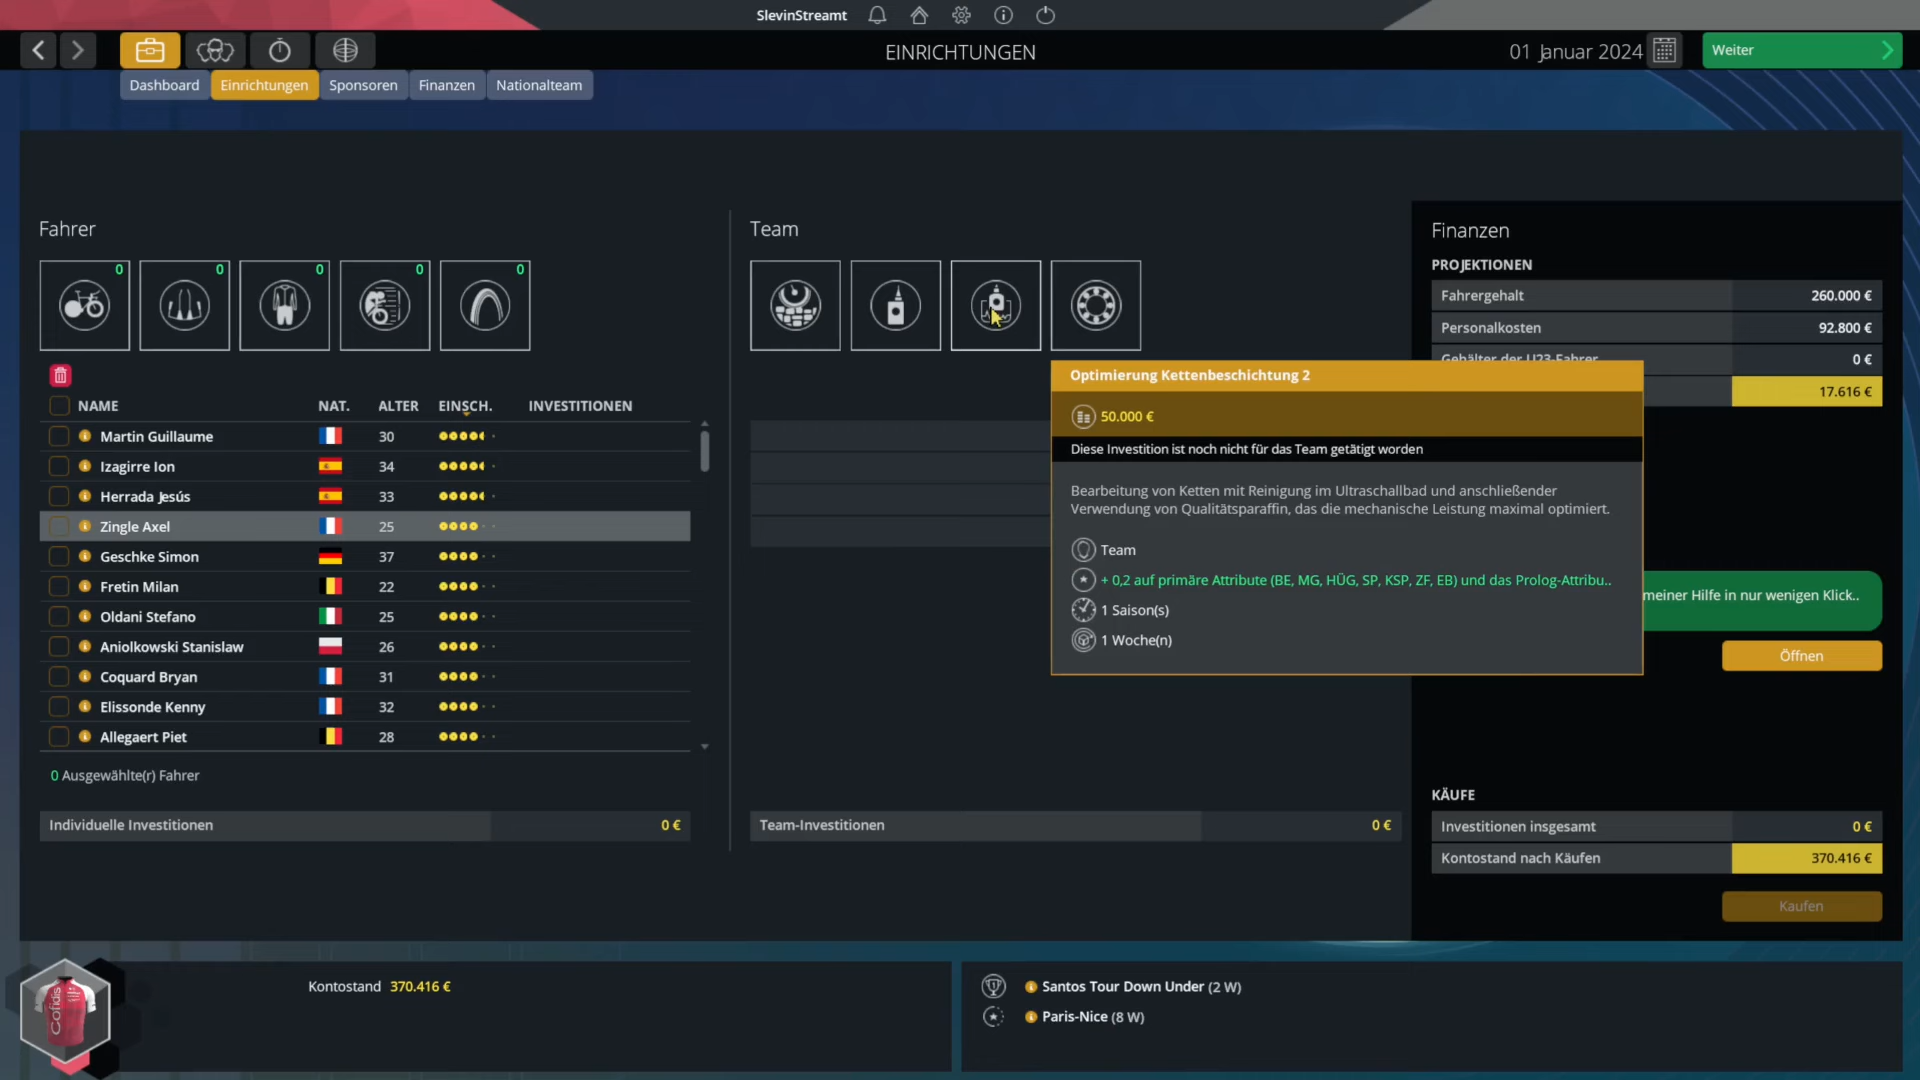 SlevinStreamt
EINRICHTUNGEN
01 Januar 2024
Weiter
Dashboard
Einrichtungen
Sponsoren
Finanzen
Nationalteam
Fahrer
0
0
0
0
0
NAME NAT. ALTER EINSCH. INVESTITIONEN
Martin Guillaume 30
Izagirre Ion 34
Herrada Jesús 33
Zingle Axel 25
Geschke Simon 37
Fretin Milan 22
Oldani Stefano 25
Aniolkowski Stanislaw 26
Coquard Bryan 31
Elissonde Kenny 32
Allegaert Piet 28
0 Ausgewählte(r) Fahrer
Individuelle Investitionen 0 €
Team
Optimierung Kettenbeschichtung 2
50.000 €
Diese Investition ist noch nicht für das Team getätigt worden
Bearbeitung von Ketten mit Reinigung im Ultraschallbad und anschließender
Verwendung von Qualitätsparaffin, das die mechanische Leistung maximal optimiert.
Team
+ 0,2 auf primäre Attribute (BE, MG, HÜG, SP, KSP, ZF, EB) und das Prolog-Attribu..
1 Saison(s)
1 Woche(n)
Team-Investitionen 0 €
Finanzen
PROJEKTIONEN
Fahrergehalt 260.000 €
Personalkosten 92.800 €
Gehälter der U23-Fahrer 0 €
17.616 €
meiner Hilfe in nur wenigen Klick..
Öffnen
KÄUFE
Investitionen insgesamt 0 €
Kontostand nach Käufen 370.416 €
Kaufen
Cofidis
Kontostand 370.416 €
Santos Tour Down Under (2 W)
Paris-Nice (8 W)